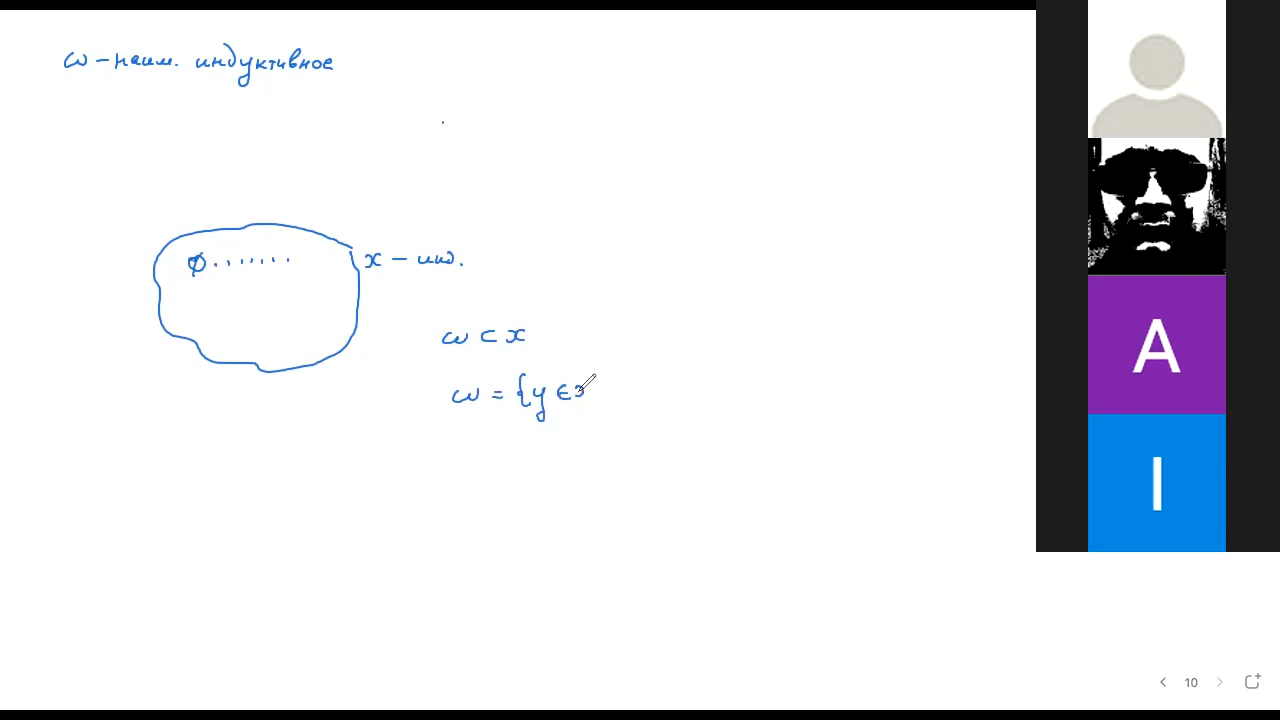 ω – наим. индуктивное
∅ . . . . . . .
x – инд.
ω ⊂ x
ω = {y ∈
A
I
10